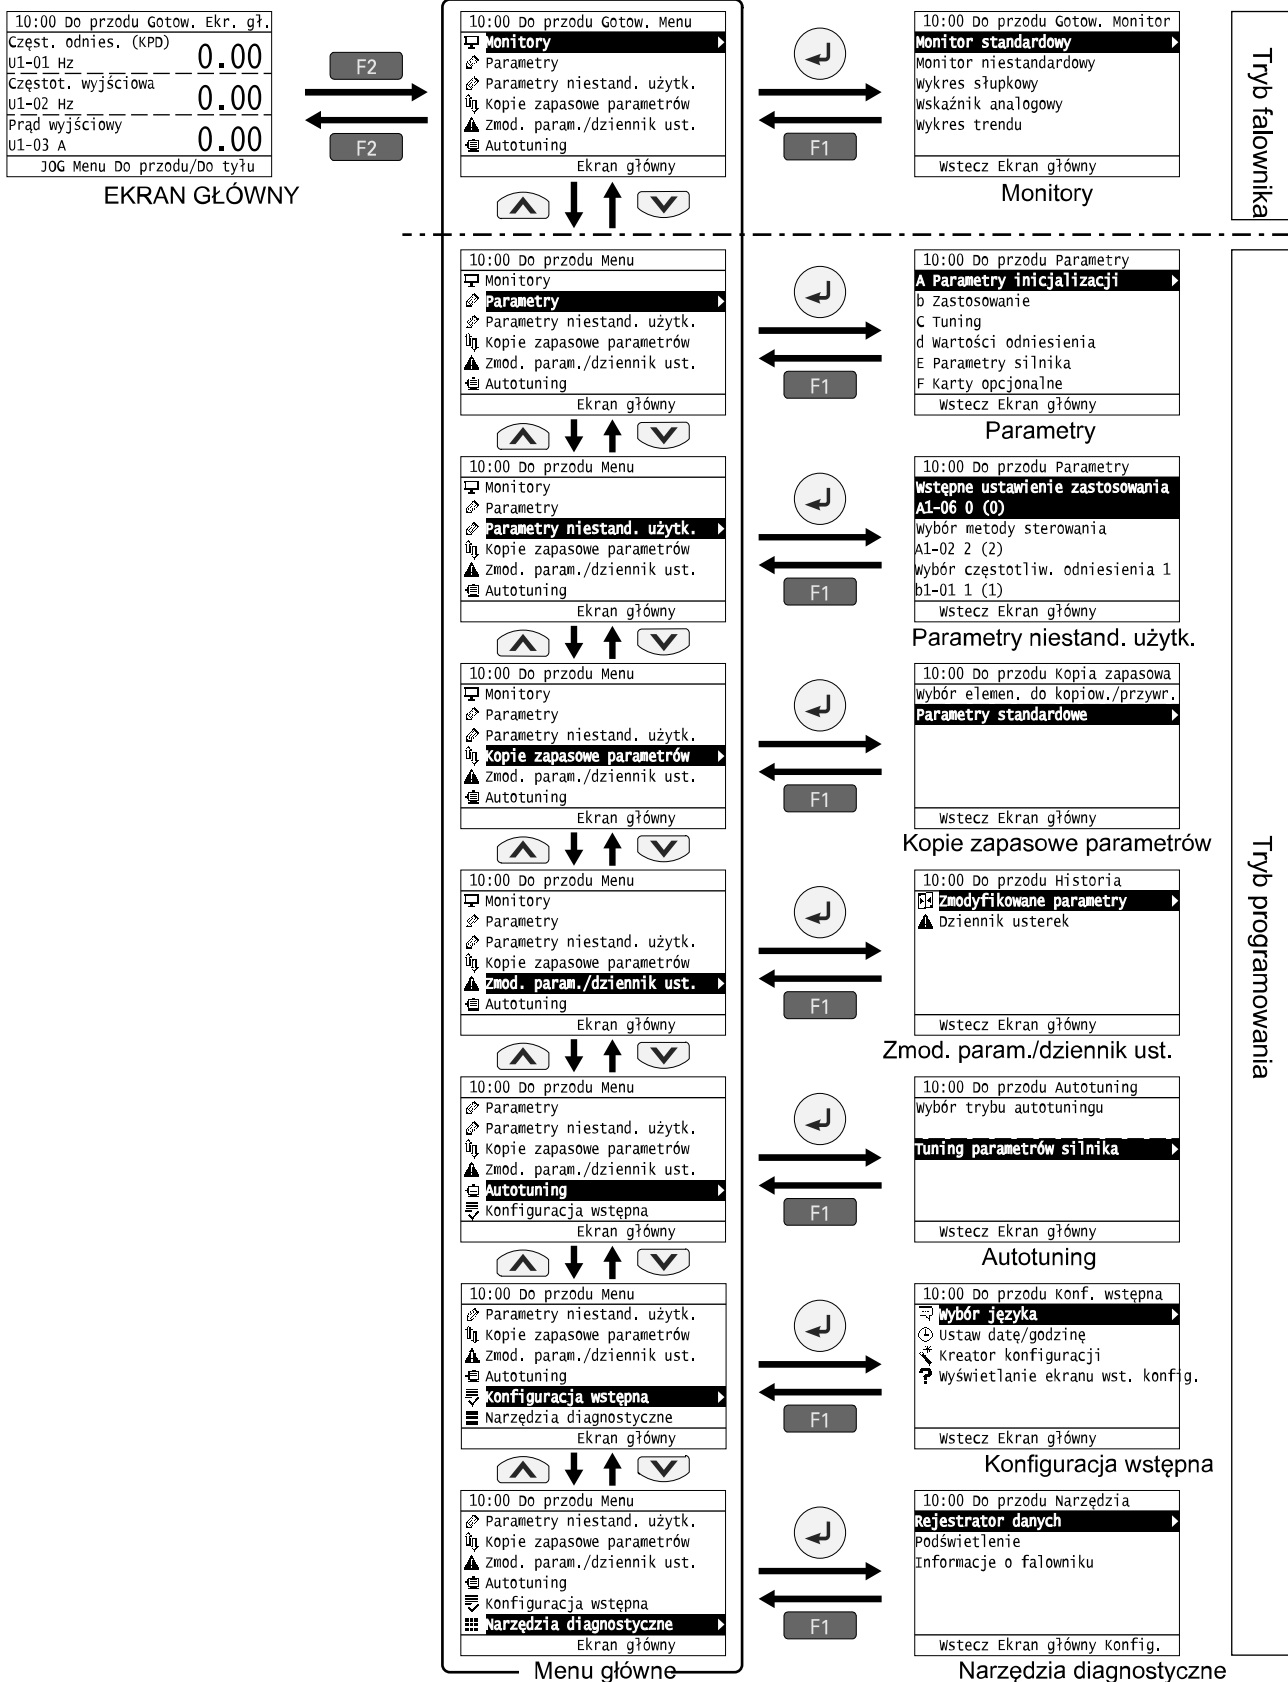 10:00 Do przodu Gotow. Ekr. gł.
Częst. odnies. (KPD)
U1-01 Hz 0.00
Częstot. wyjściowa
U1-02 Hz 0.00
Prąd wyjściowy
U1-03 A 0.00
JOG Menu Do przodu/Do tyłu
EKRAN GŁÓWNY
F2
F2
10:00 Do przodu Gotow. Menu
Monitory
Parametry
Parametry niestand. użytk.
Kopie zapasowe parametrów
Zmod. param./dziennik ust.
Autotuning
Ekran główny
F1
10:00 Do przodu Gotow. Monitor
Monitor standardowy
Monitor niestandardowy
Wykres słupkowy
Wskaźnik analogowy
Wykres trendu
Wstecz Ekran główny
Monitory
Tryb falownika
10:00 Do przodu Menu
Monitory
Parametry
Parametry niestand. użytk.
Kopie zapasowe parametrów
Zmod. param./dziennik ust.
Autotuning
Ekran główny
F1
10:00 Do przodu Parametry
A Parametry inicjalizacji
b Zastosowanie
C Tuning
d Wartości odniesienia
E Parametry silnika
F Karty opcjonalne
Wstecz Ekran główny
Parametry
10:00 Do przodu Menu
Monitory
Parametry
Parametry niestand. użytk.
Kopie zapasowe parametrów
Zmod. param./dziennik ust.
Autotuning
Ekran główny
F1
10:00 Do przodu Parametry
Wstępne ustawienie zastosowania
A1-06 0 (0)
Wybór metody sterowania
A1-02 2 (2)
Wybór częstotliw. odniesienia 1
b1-01 1 (1)
Wstecz Ekran główny
Parametry niestand. użytk.
10:00 Do przodu Menu
Monitory
Parametry
Parametry niestand. użytk.
Kopie zapasowe parametrów
Zmod. param./dziennik ust.
Autotuning
Ekran główny
F1
10:00 Do przodu Kopia zapasowa
Wybór elemen. do kopiow./przywr.
Parametry standardowe
Wstecz Ekran główny
Kopie zapasowe parametrów
10:00 Do przodu Menu
Monitory
Parametry
Parametry niestand. użytk.
Kopie zapasowe parametrów
Zmod. param./dziennik ust.
Autotuning
Ekran główny
F1
10:00 Do przodu Historia
Zmodyfikowane parametry
Dziennik usterek
Wstecz Ekran główny
Zmod. param./dziennik ust.
Tryb programowania
10:00 Do przodu Menu
Parametry
Parametry niestand. użytk.
Kopie zapasowe parametrów
Zmod. param./dziennik ust.
Autotuning
Konfiguracja wstępna
Ekran główny
F1
10:00 Do przodu Autotuning
Wybór trybu autotuningu
Tuning parametrów silnika
Wstecz Ekran główny
Autotuning
10:00 Do przodu Menu
Parametry niestand. użytk.
Kopie zapasowe parametrów
Zmod. param./dziennik ust.
Autotuning
Konfiguracja wstępna
Narzędzia diagnostyczne
Ekran główny
F1
10:00 Do przodu Konf. wstępna
Wybór języka
Ustaw datę/godzinę
Kreator konfiguracji
Wyświetlanie ekranu wst. konfig.
Wstecz Ekran główny
Konfiguracja wstępna
10:00 Do przodu Menu
Parametry niestand. użytk.
Kopie zapasowe parametrów
Zmod. param./dziennik ust.
Autotuning
Konfiguracja wstępna
Narzędzia diagnostyczne
Ekran główny
Menu główne
F1
10:00 Do przodu Narzędzia
Rejestrator danych
Podświetlenie
Informacje o falowniku
Wstecz Ekran główny Konfig.
Narzędzia diagnostyczne